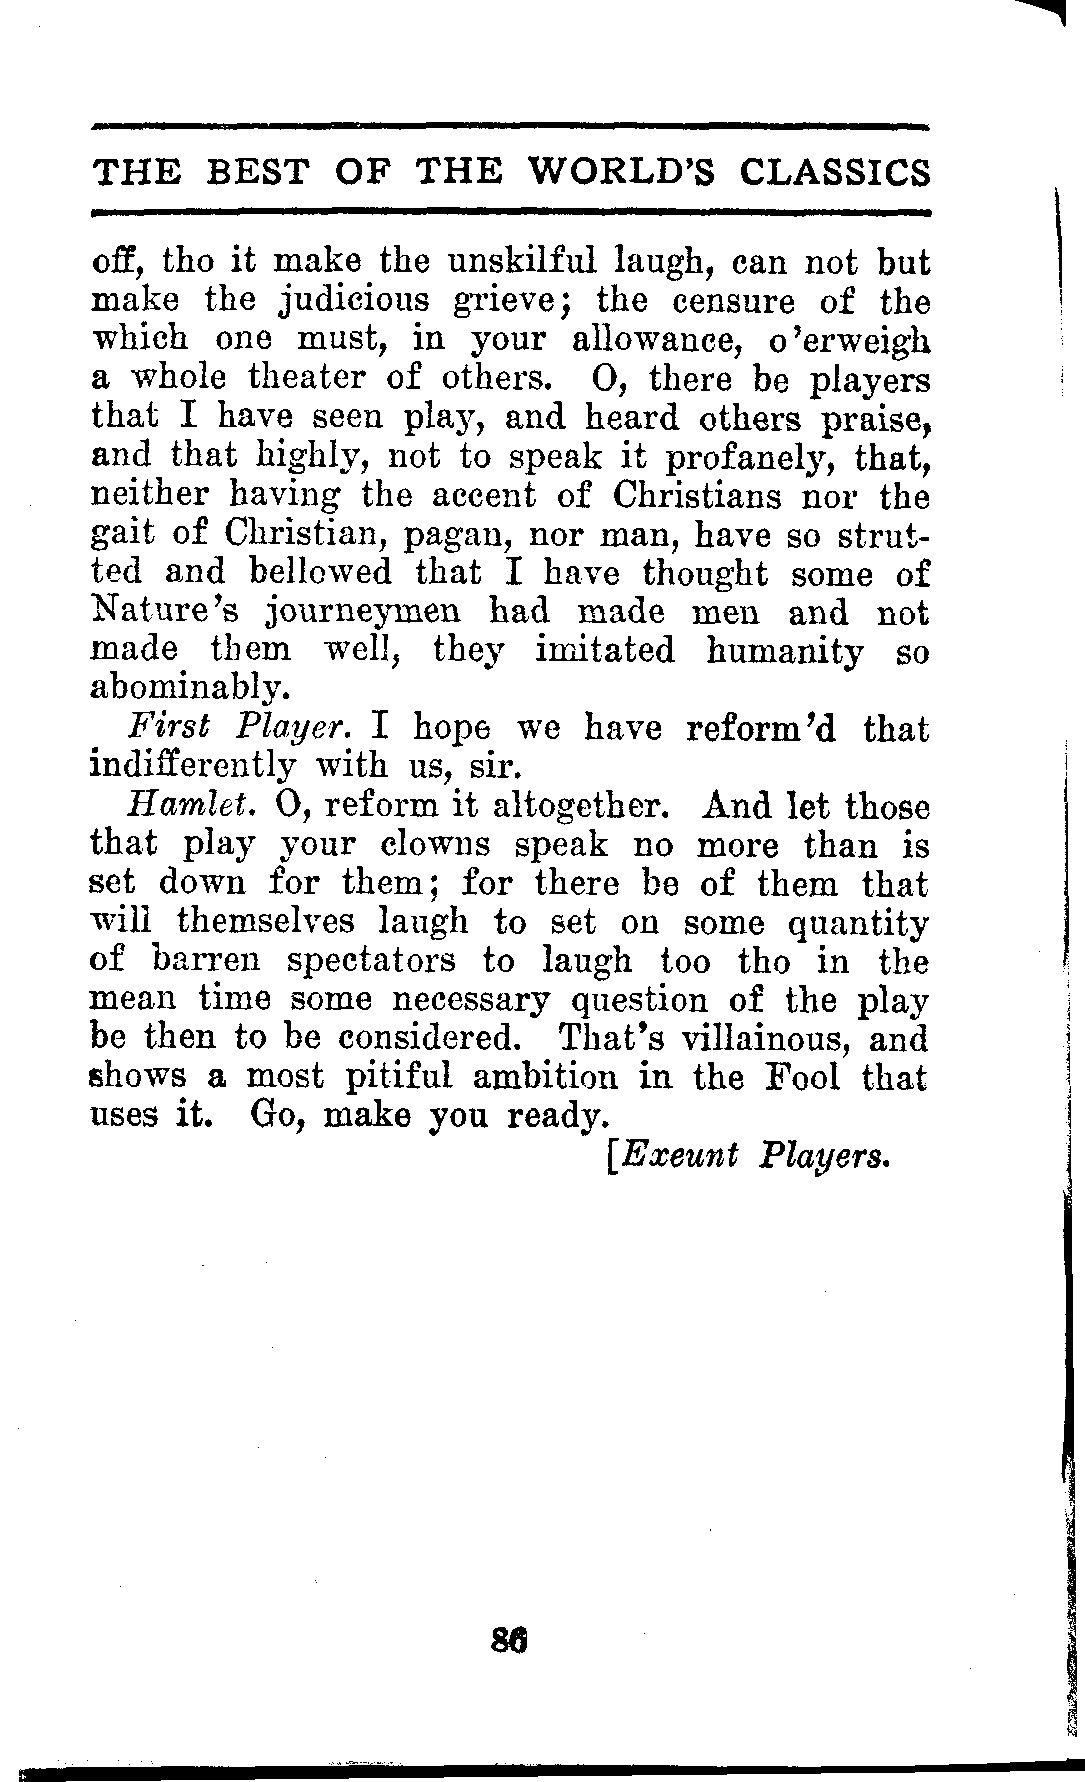 THE BEST OF THE WORLD'S CLASSICS
off, tho it make the unskilful laugh, can not but
make the judicious grieve; the censure of the
which one must, in your allowance, o'erweigh
a whole theater of others. O, there be players
that I have seen play, and heard others praise,
and that highly, not to speak it profanely, that,
neither having the accent of Christians nor the
gait of Christian, pagan, nor man, have so strut-
ted and bellowed that I have thought some of
Nature's journeymen had made men and not
made them well, they imitated humanity so
abominably.
First Player. I hope we have reform'd that
indifferently with us, sir.
Hamlet. O, reform it altogether. And let those
that play your clowns speak no more than is
set down for them; for there be of them that
will themselves laugh to set on some quantity
of barren spectators to laugh too tho in the
mean time some necessary question of the play
be then to be considered. That's villainous, and
shows a most pitiful ambition in the Fool that
uses it. Go, make you ready.
[Exeunt Players.
86